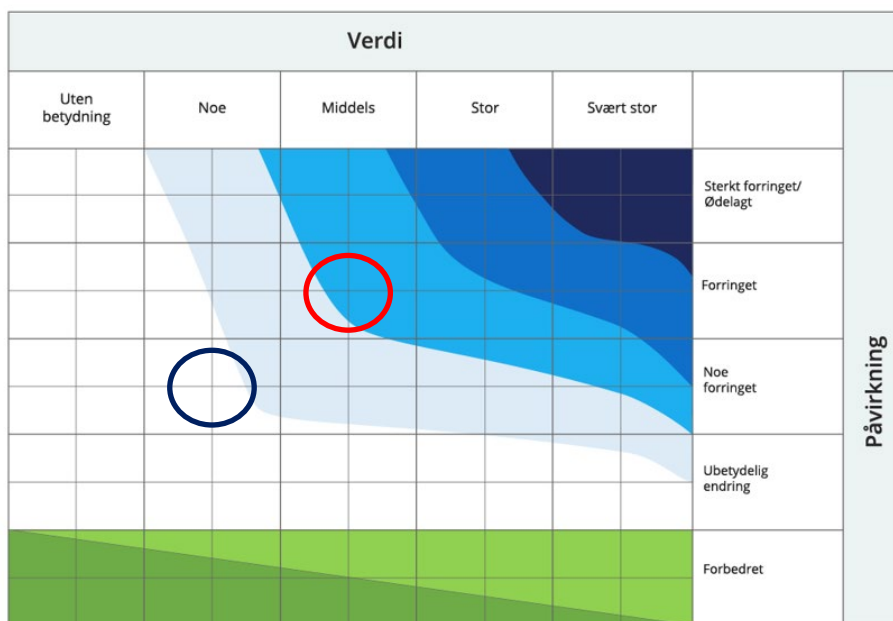 Verdi
Uten
betydning
Noe
Middels
Stor
Svært stor
Sterkt forringet/
Ødelagt
Forringet
Noe
forringet
Ubetydelig
endring
Forbedret
Påvirkning